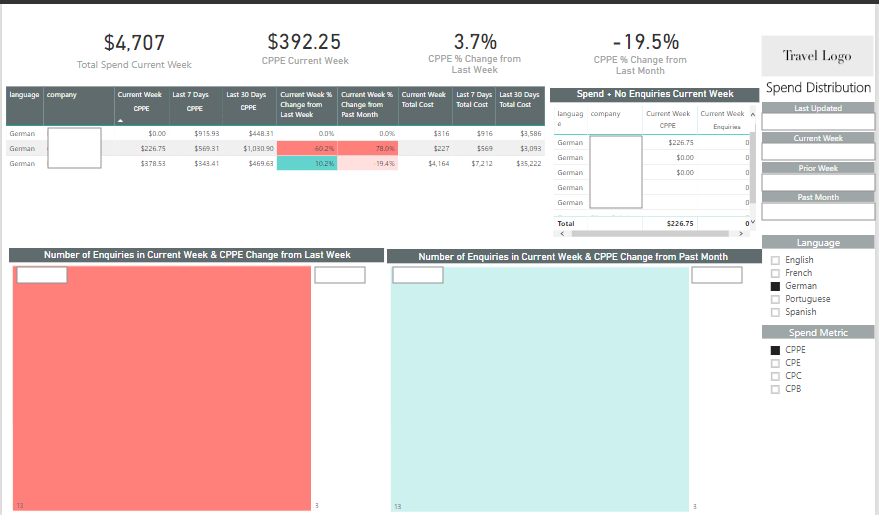 $4,707
Total Spend Current Week
$392.25
CPPE Current Week
3.7%
CPPE % Change from
Last Week
-19.5%
CPPE % Change from
Last Month
Travel Logo
Spend Distribution
Last Updated
Current Week
Prior Week
Past Month
language company Current Week CPPE Last 7 Days CPPE Last 30 Days CPPE Current Week % Change from Last Week Current Week % Change from Past Month Current Week Total Cost Last 7 Days Total Cost Last 30 Days Total Cost
German $0.00 $915.93 $448.31 0.0% 0.0% $316 $916 $3,586
German $226.75 $569.31 $1,030.90 -60.2% 78.0% $227 $569 $3,093
German $378.53 $343.41 $469.63 10.2% -19.4% $4,164 $7,212 $35,222
Spend + No Enquiries Current Week
language company Current Week CPPE Current Week Enquiries
German $226.75 0
German $0.00 0
German $0.00 0
German 0
German 0
Total $226.75 0
Number of Enquiries in Current Week & CPPE Change from Last Week
13
3
Number of Enquiries in Current Week & CPPE Change from Past Month
13
3
Language
English
French
German
Portuguese
Spanish
Spend Metric
CPPE
CPE
CPC
CPB